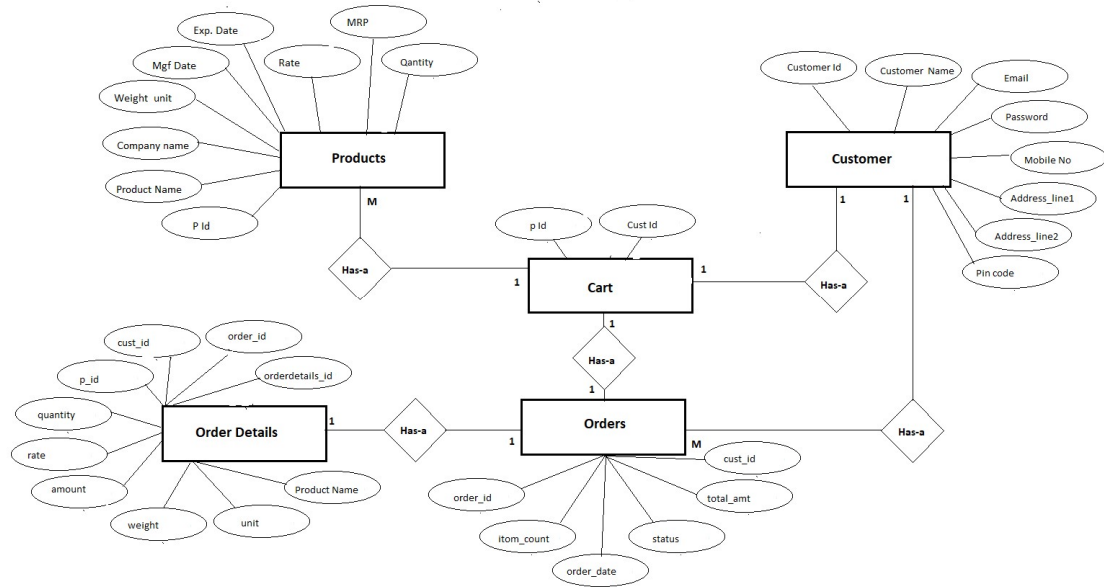 MRP
Exp. Date
Rate
Qantity
Mgf Date
Weight unit
Company name
Product Name
P Id
Products
M
Customer Id
Customer Name
Email
Password
Mobile No
Address_line1
Address_line2
Pin code
Customer
1
1
p Id
Cust Id
Has-a
1
Cart
1
Has-a
1
Has-a
1
cust_id
order_id
p_id
orderdetails_id
quantity
rate
amount
weight
unit
Product Name
Order Details
1
Has-a
1
Orders
M
Has-a
cust_id
order_id
total_amt
itom_count
status
order_date